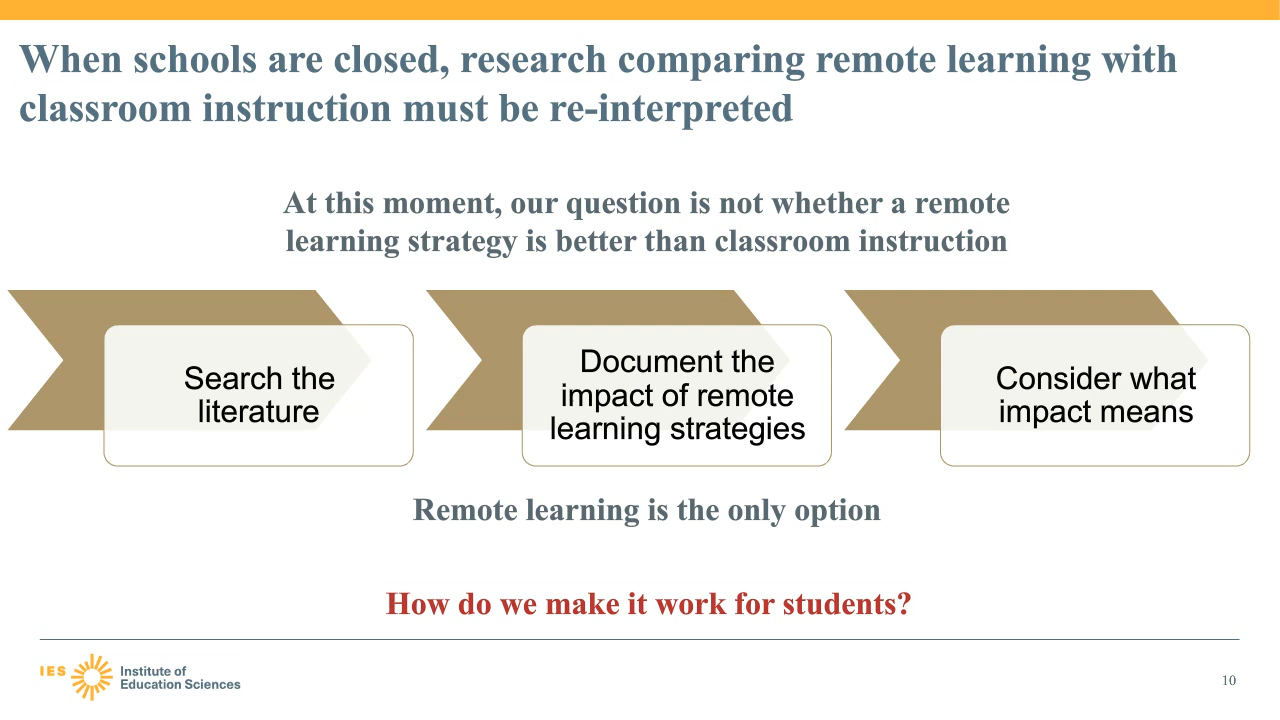 When schools are closed, research comparing remote learning with
classroom instruction must be re-interpreted
At this moment, our question is not whether a remote
learning strategy is better than classroom instruction
Search the
literature
Document the
impact of remote
learning strategies
Consider what
impact means
Remote learning is the only option
How do we make it work for students?
IES
Institute of
Education Sciences
10